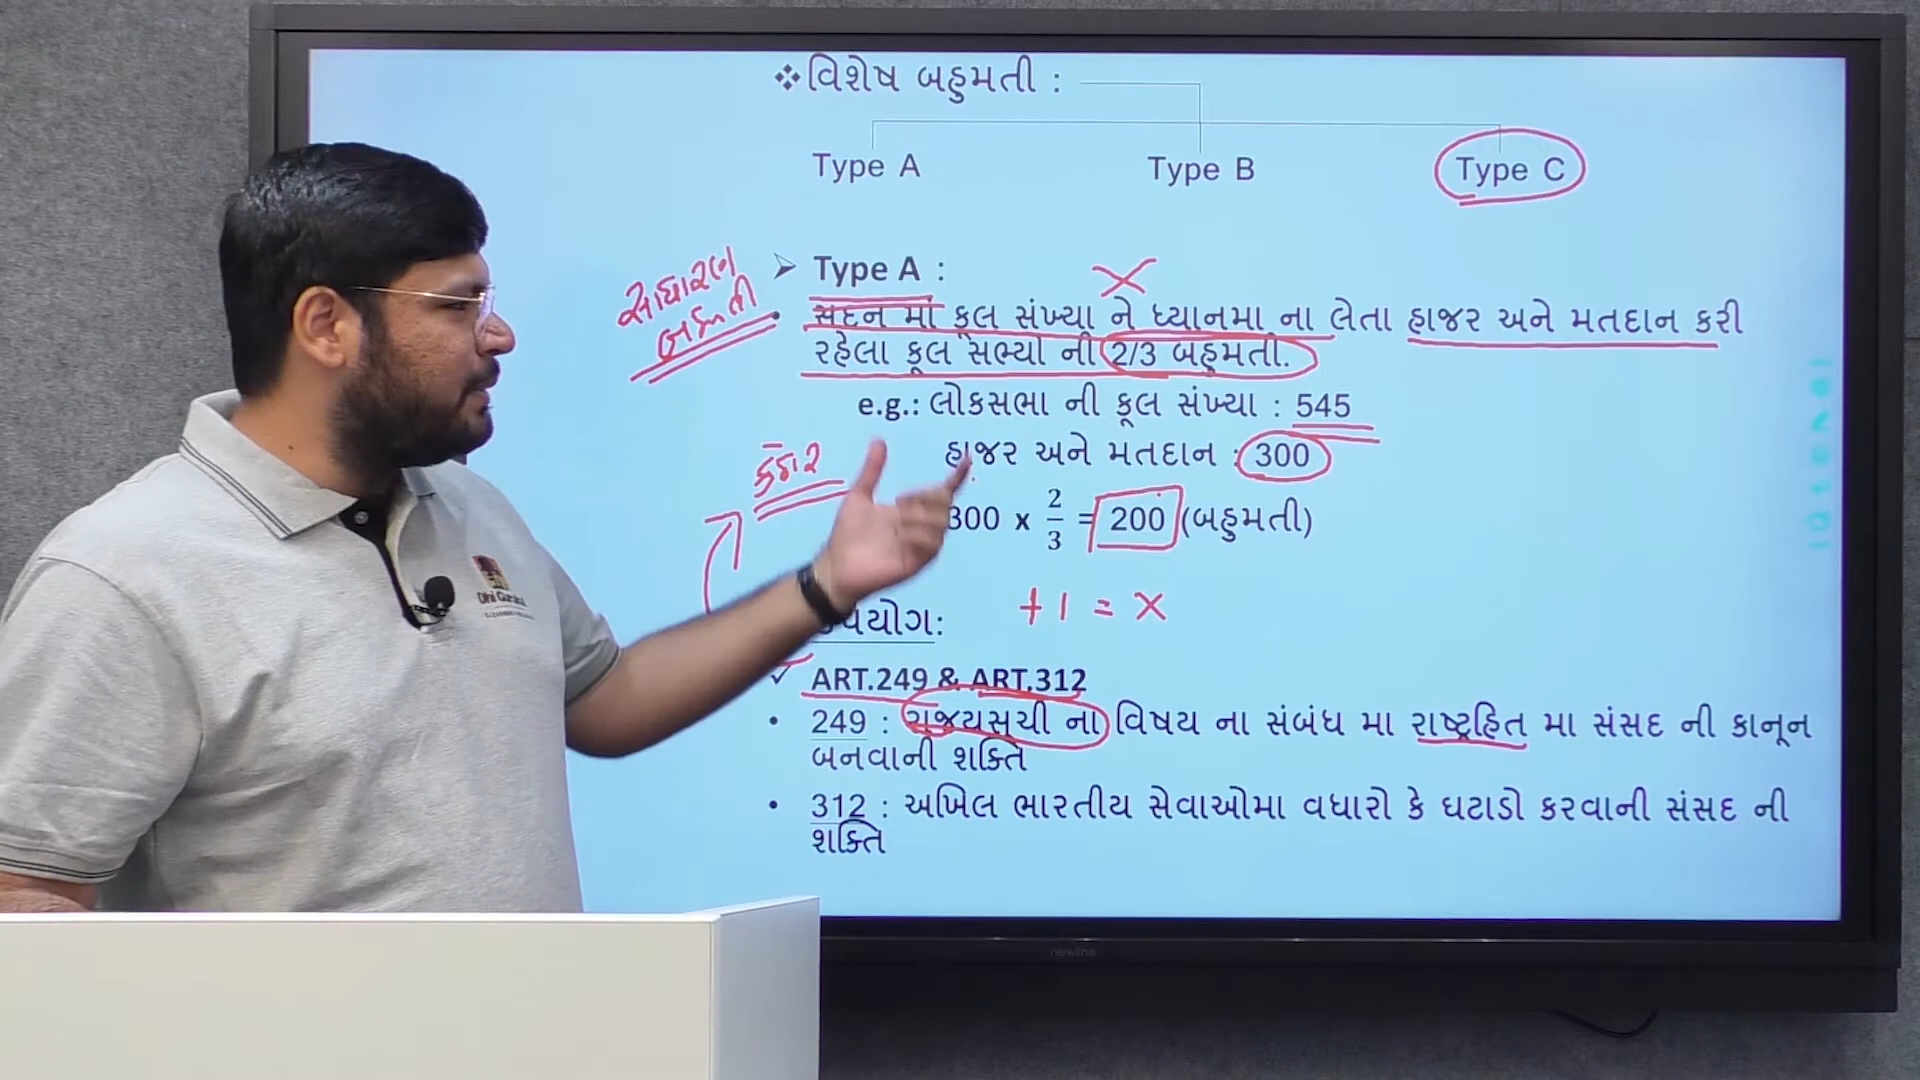 ❖વિશેષ બહુમતી :
Type A
Type B
Type C
➢ Type A :
સાધારણ
બહુમતી
• સદન માં કૂલ સંખ્યા ને ધ્યાનમા ના લેતા હાજર અને મતદાન કરી
રહેલા કૂલ સભ્યો ની 2/3 બહુમતી.
e.g.: લોકસભા ની કૂલ સંખ્યા : 545
હાજર અને મતદાન : 300
300 x 2/3 = 200 (બહુમતી)
+1 = x
ઉપયોગ:
✓ ART.249 & ART.312
• 249 : રાજ્યસૂચી ના વિષય ના સંબંધ મા રાષ્ટ્રહિત મા સંસદ ની કાનૂન
બનવાની શક્તિ
• 312 : અખિલ ભારતીય સેવાઓમા વધારો કે ઘટાડો કરવાની સંસદ ની
શક્તિ
newline